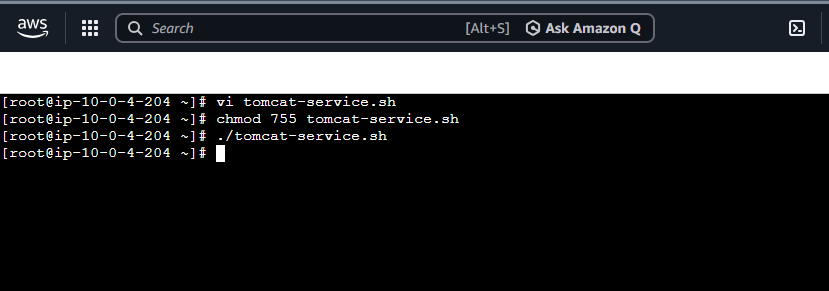 aws Search [Alt+S] Ask Amazon Q
[root@ip-10-0-4-204 ~]# vi tomcat-service.sh
[root@ip-10-0-4-204 ~]# chmod 755 tomcat-service.sh
[root@ip-10-0-4-204 ~]# ./tomcat-service.sh
[root@ip-10-0-4-204 ~]#